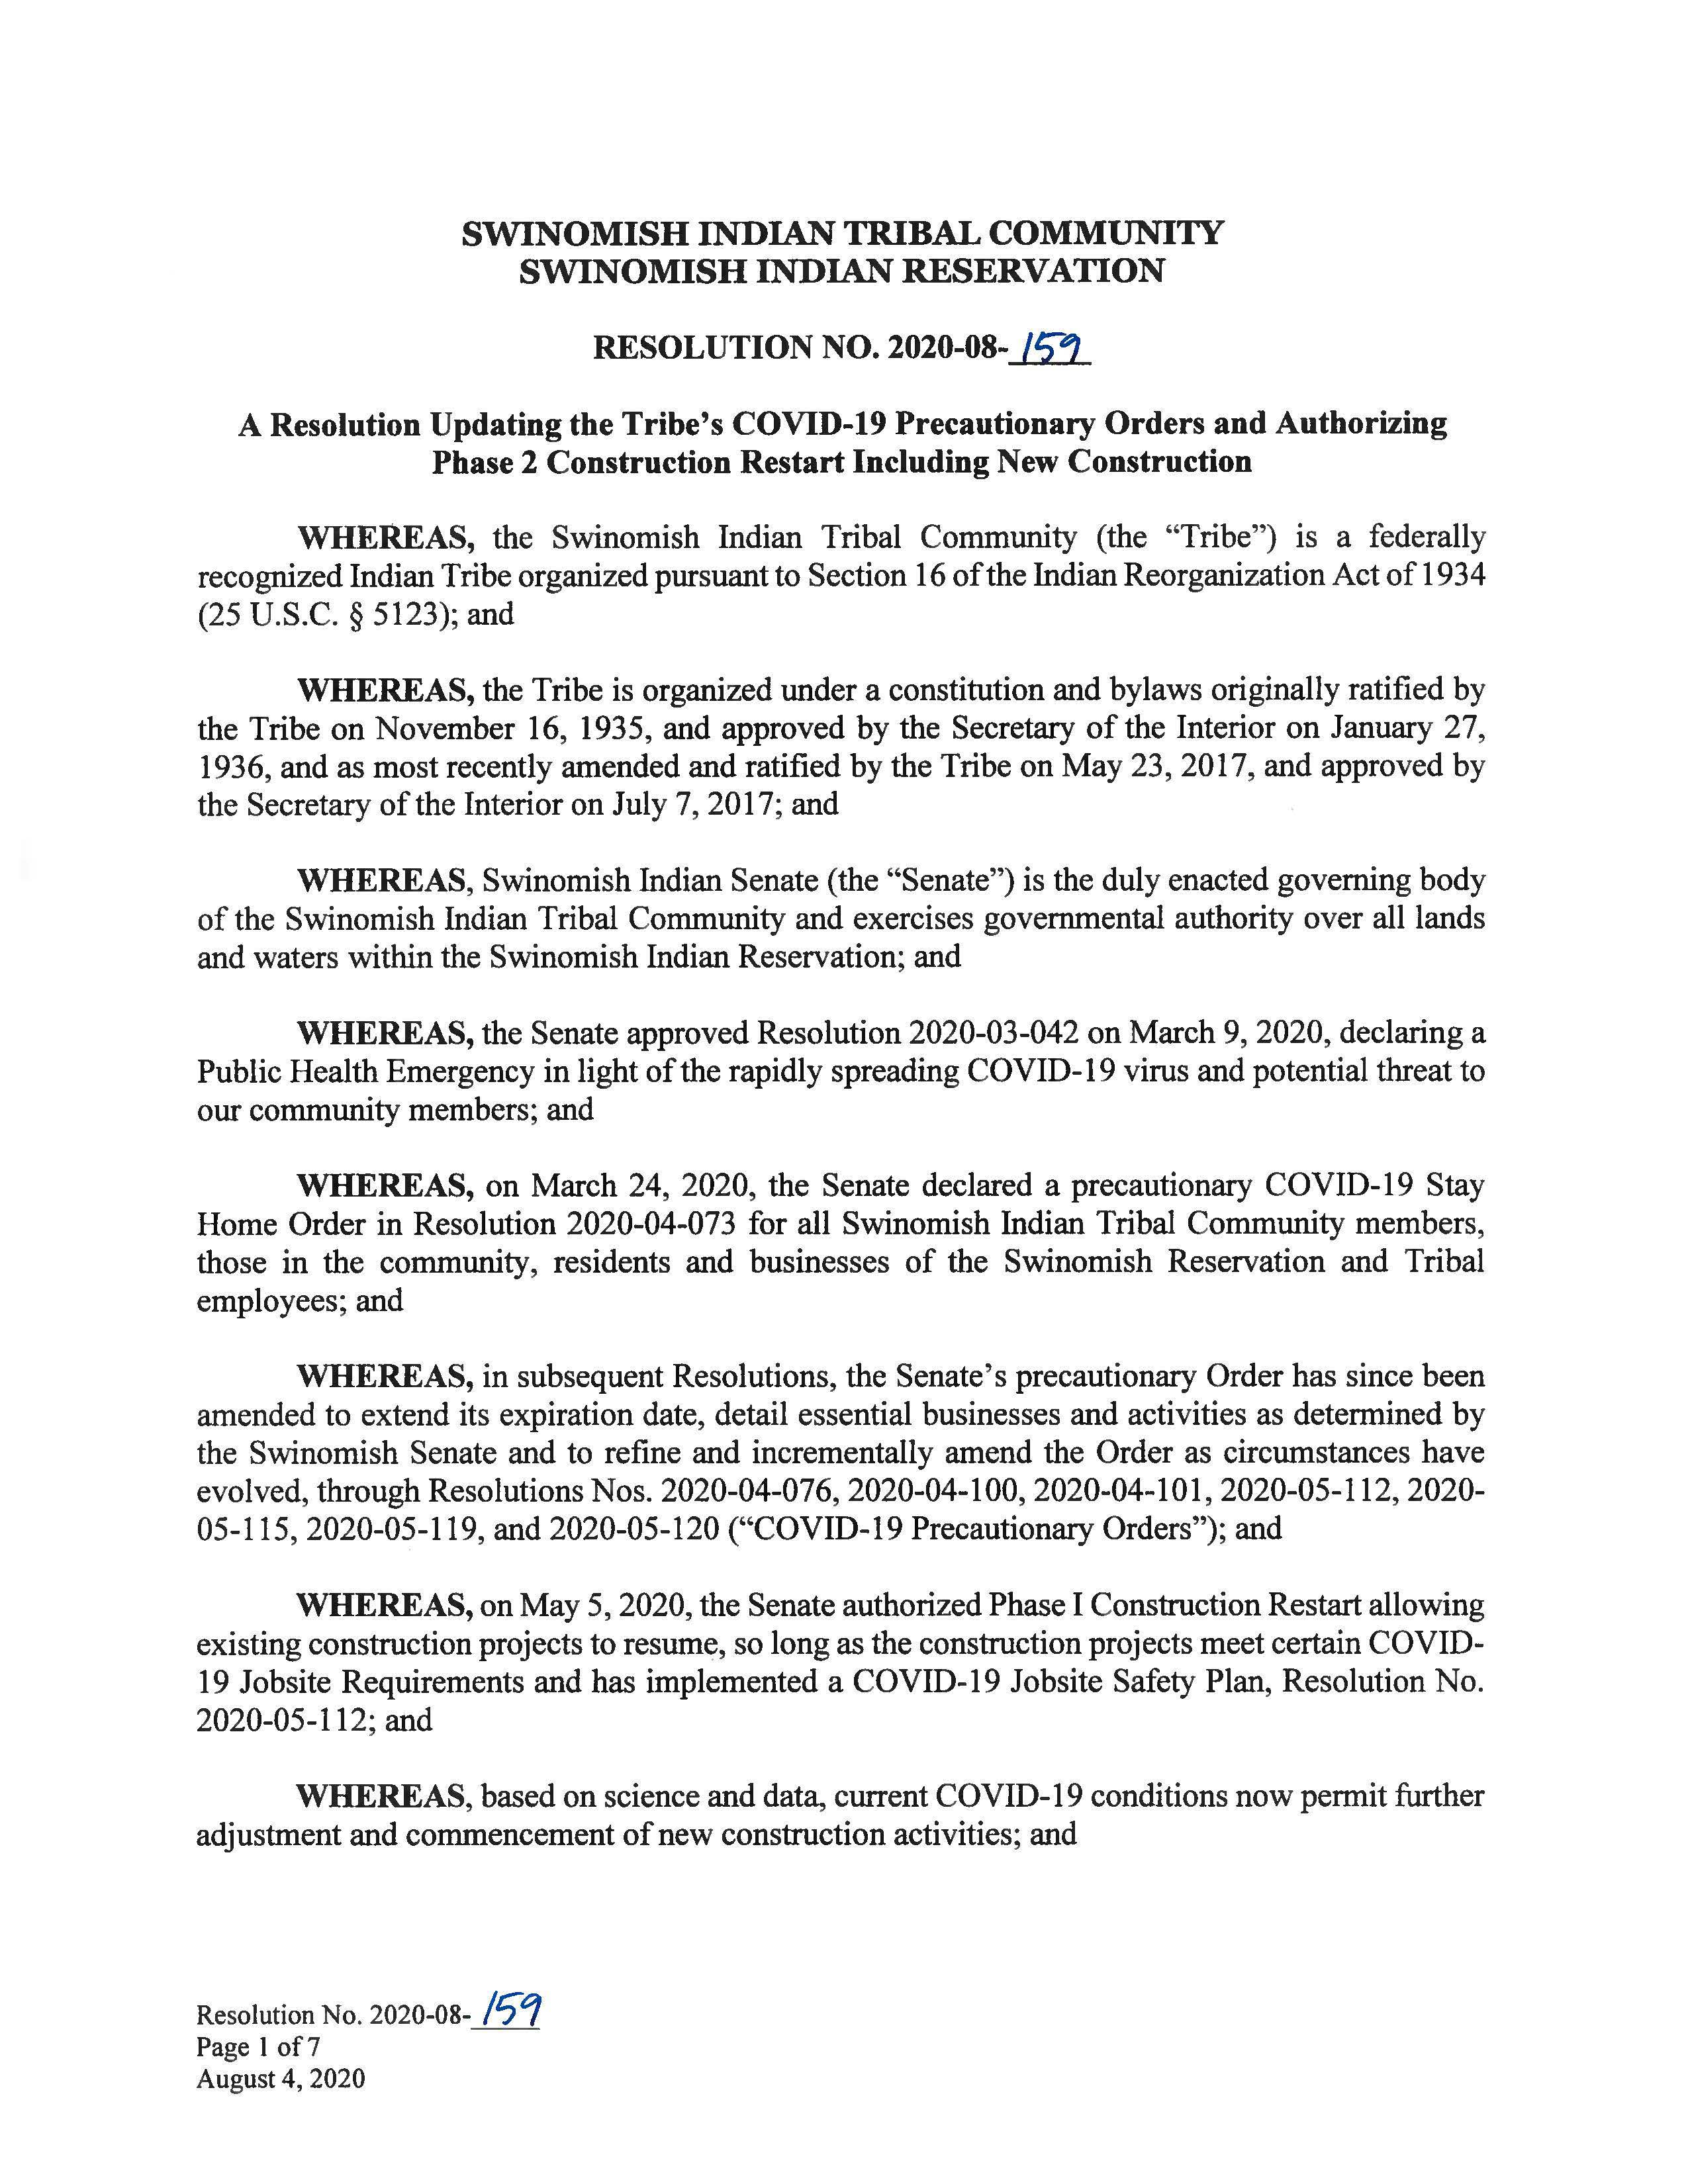 SWINOMISH INDIAN TRIBAL COMMUNITY
SWINOMISH INDIAN RESERVATION
RESOLUTION NO. 2020-08- 159
A Resolution Updating the Tribe's COVID-19 Precautionary Orders and Authorizing
Phase 2 Construction Restart Including New Construction
WHEREAS, the Swinomish Indian Tribal Community (the “Tribe”) is a federally
recognized Indian Tribe organized pursuant to Section 16 of the Indian Reorganization Act of 1934
(25 U.S.C. § 5123); and
WHEREAS, the Tribe is organized under a constitution and bylaws originally ratified by
the Tribe on November 16, 1935, and approved by the Secretary of the Interior on January 27,
1936, and as most recently amended and ratified by the Tribe on May 23, 2017, and approved by
the Secretary of the Interior on July 7, 2017; and
WHEREAS, Swinomish Indian Senate (the “Senate”) is the duly enacted governing body
of the Swinomish Indian Tribal Community and exercises governmental authority over all lands
and waters within the Swinomish Indian Reservation; and
WHEREAS, the Senate approved Resolution 2020-03-042 on March 9, 2020, declaring a
Public Health Emergency in light of the rapidly spreading COVID-19 virus and potential threat to
our community members; and
WHEREAS, on March 24, 2020, the Senate declared a precautionary COVID-19 Stay
Home Order in Resolution 2020-04-073 for all Swinomish Indian Tribal Community members,
those in the community, residents and businesses of the Swinomish Reservation and Tribal
employees; and
WHEREAS, in subsequent Resolutions, the Senate's precautionary Order has since been
amended to extend its expiration date, detail essential businesses and activities as determined by
the Swinomish Senate and to refine and incrementally amend the Order as circumstances have
evolved, through Resolutions Nos. 2020-04-076, 2020-04-100, 2020-04-101, 2020-05-112, 2020-
05-115, 2020-05-119, and 2020-05-120 (“COVID-19 Precautionary Orders”); and
WHEREAS, on May 5, 2020, the Senate authorized Phase I Construction Restart allowing
existing construction projects to resume, so long as the construction projects meet certain COVID-
19 Jobsite Requirements and has implemented a COVID-19 Jobsite Safety Plan, Resolution No.
2020-05-112; and
WHEREAS, based on science and data, current COVID-19 conditions now permit further
adjustment and commencement of new construction activities; and
Resolution No. 2020-08- 159
Page 1 of 7
August 4, 2020